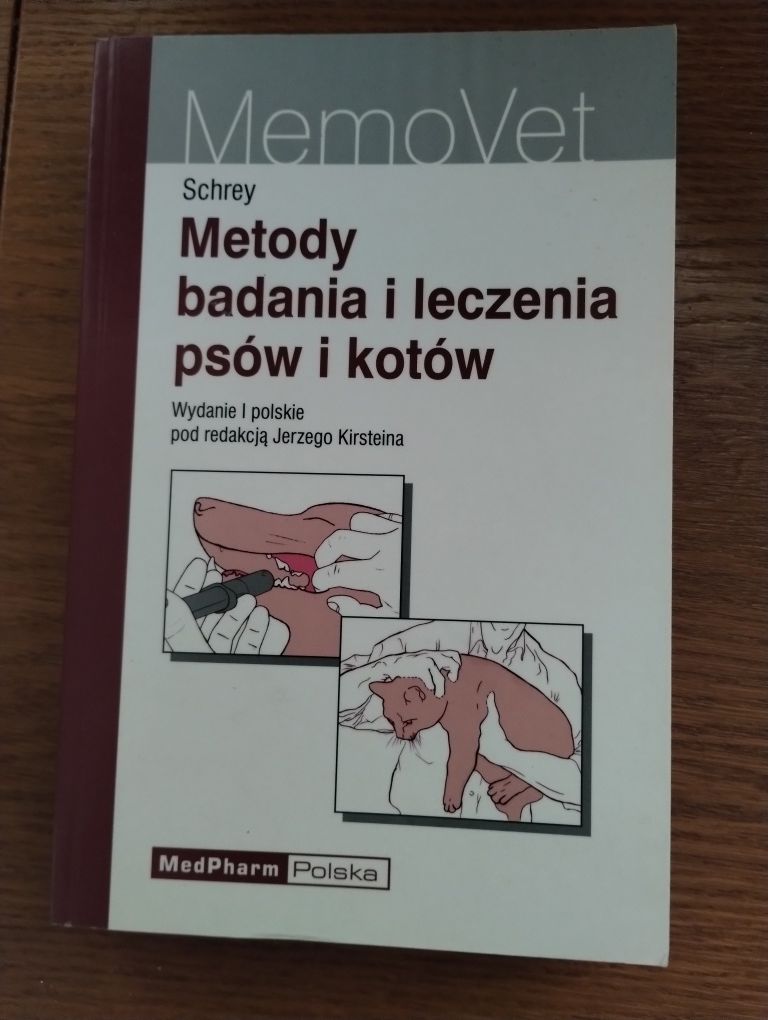 MemoVet
Schrey
Metody
badania i leczenia
psów i kotów
Wydanie I polskie
pod redakcją Jerzego Kirsteina
MedPharm Polska